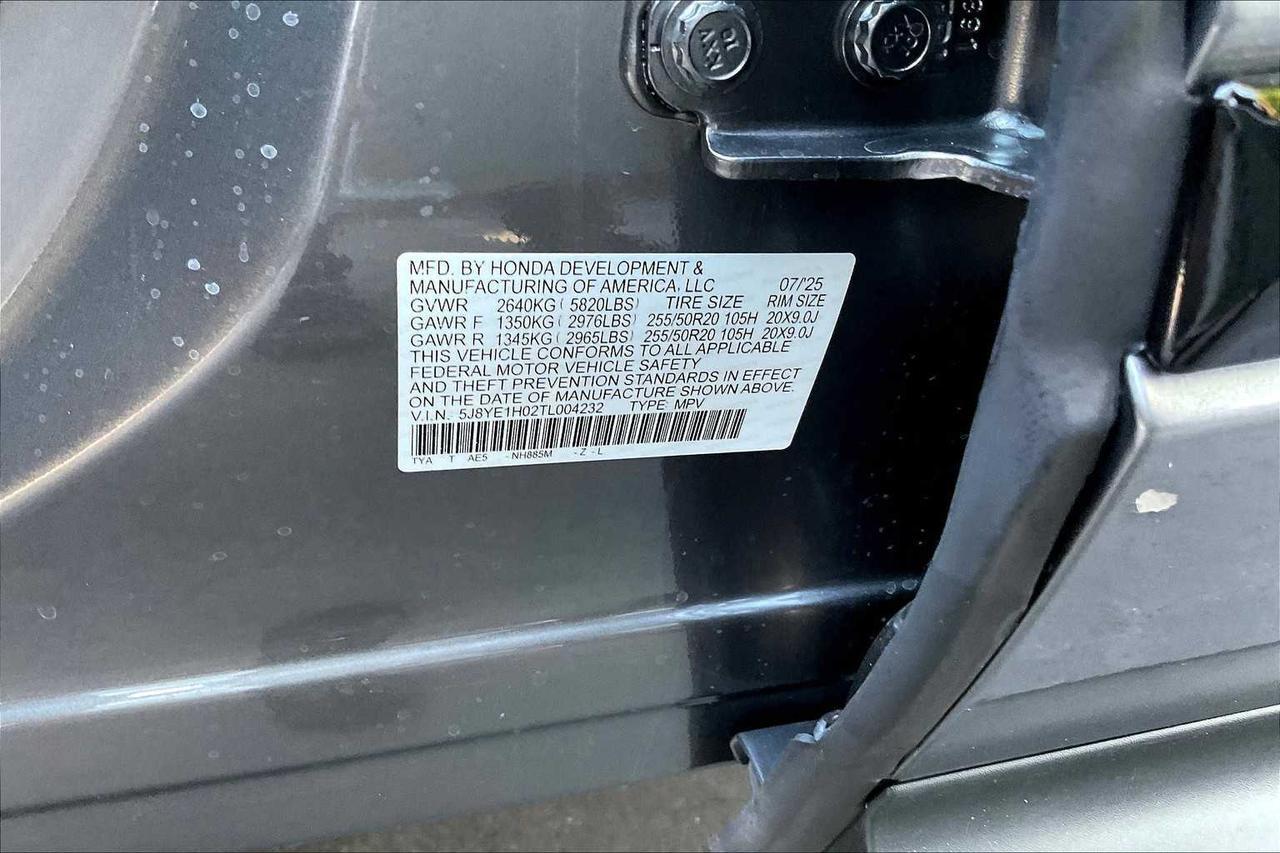 MFD. BY HONDA DEVELOPMENT &
MANUFACTURING OF AMERICA, LLC 07/'25
GVWR 2640KG ( 5820LBS) TIRE SIZE RIM SIZE
GAWR F 1350KG ( 2976LBS) 255/50R20 105H 20X9.0J
GAWR R 1345KG ( 2965LBS) 255/50R20 105H 20X9.0J
THIS VEHICLE CONFORMS TO ALL APPLICABLE
FEDERAL MOTOR VEHICLE SAFETY
AND THEFT PREVENTION STANDARDS IN EFFECT
ON THE DATE OF MANUFACTURE SHOWN ABOVE.
V.I.N. 5J8YE1H02TL004232 TYPE: MPV
TYA T AE5 -NH885M -Z -L